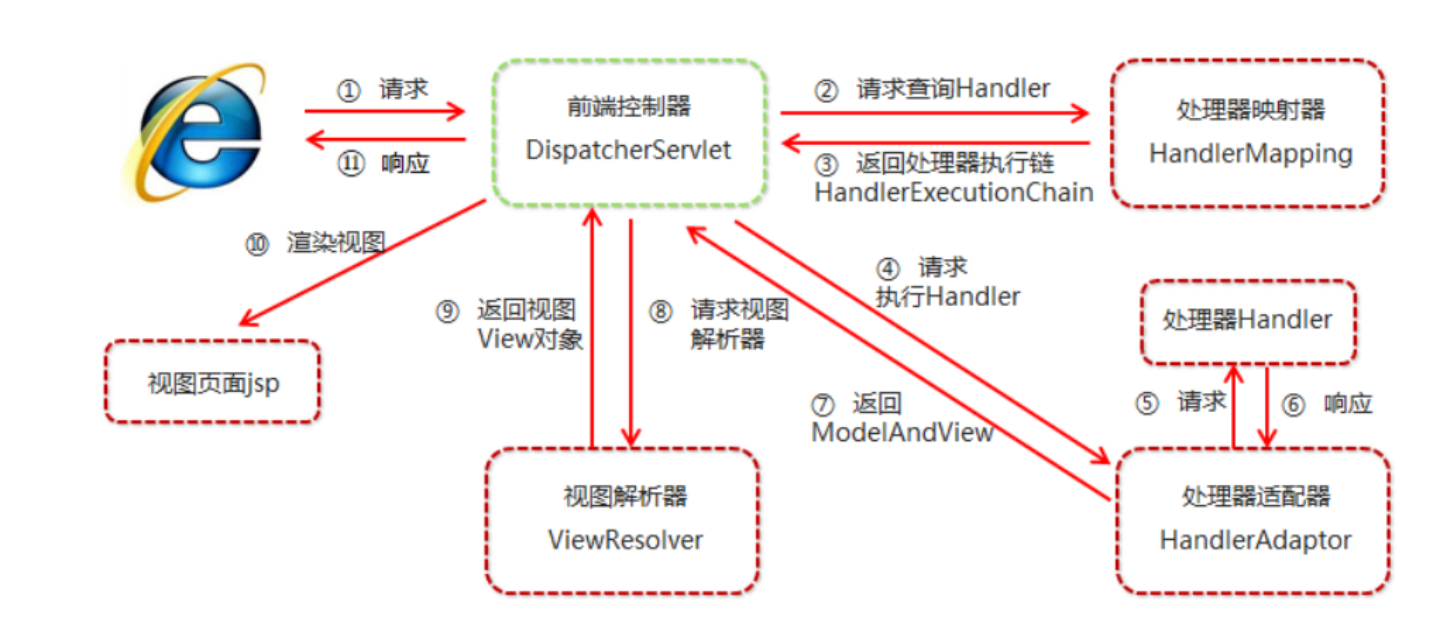 ① 请求
⑪ 响应
前端控制器
DispatcherServlet
② 请求查询Handler
③ 返回处理器执行链
HandlerExecutionChain
处理器映射器
HandlerMapping
⑩ 渲染视图
④ 请求
执行Handler
⑨ 返回视图
View对象
⑧ 请求视图
解析器
处理器Handler
视图页面jsp
⑤ 请求
⑥ 响应
⑦ 返回
ModelAndView
视图解析器
ViewResolver
处理器适配器
HandlerAdaptor